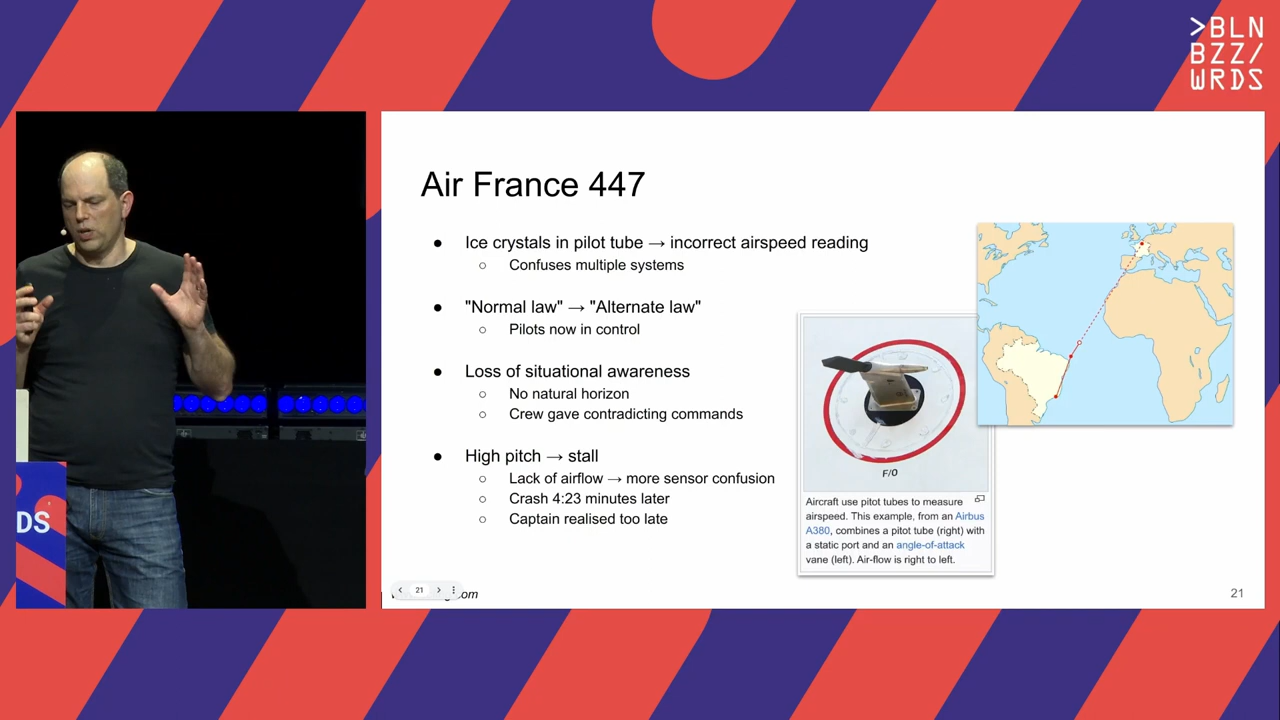 >BLN
BZZ/
WRDS
Air France 447
● Ice crystals in pilot tube → incorrect airspeed reading
○ Confuses multiple systems
● "Normal law" → "Alternate law"
○ Pilots now in control
● Loss of situational awareness
○ No natural horizon
○ Crew gave contradicting commands
● High pitch → stall
○ Lack of airflow → more sensor confusion
○ Crash 4:23 minutes later
○ Captain realised too late
F/O
Aircraft use pitot tubes to measure
airspeed. This example, from an Airbus
A380, combines a pitot tube (right) with
a static port and an angle-of-attack
vane (left). Air-flow is right to left.
DS
21
om
21